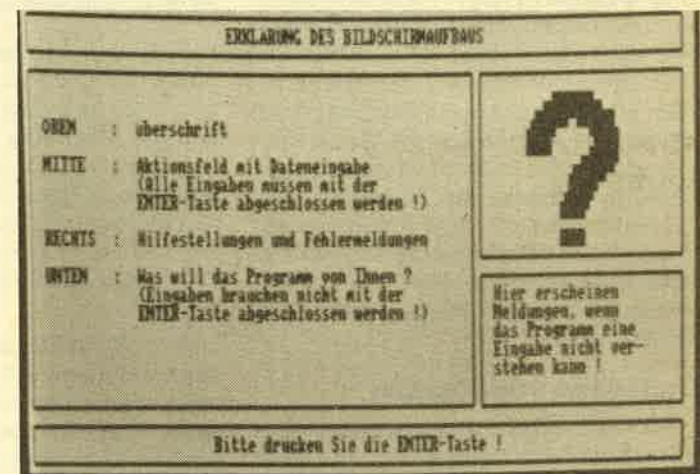 ERKLARUNG DES BILDSCHIRMAUFBAUS
OBEN : uberschrift
MITTE : Aktionsfeld mit Dateneingabe
(Alle Eingaben mussen mit der
ENTER-Taste abgeschlossen werden !)
RECHTS : Hilfestellungen und Fehlermeldungen
UNTEN : Was will das Programm von Ihnen ?
(Eingaben brauchen nicht mit der
ENTER-Taste abgeschlossen werden !)
?
Hier erscheinen
Meldungen, wenn
das Programm eine
Eingabe nicht ver-
stehen kann !
Bitte drucken Sie die ENTER-Taste !